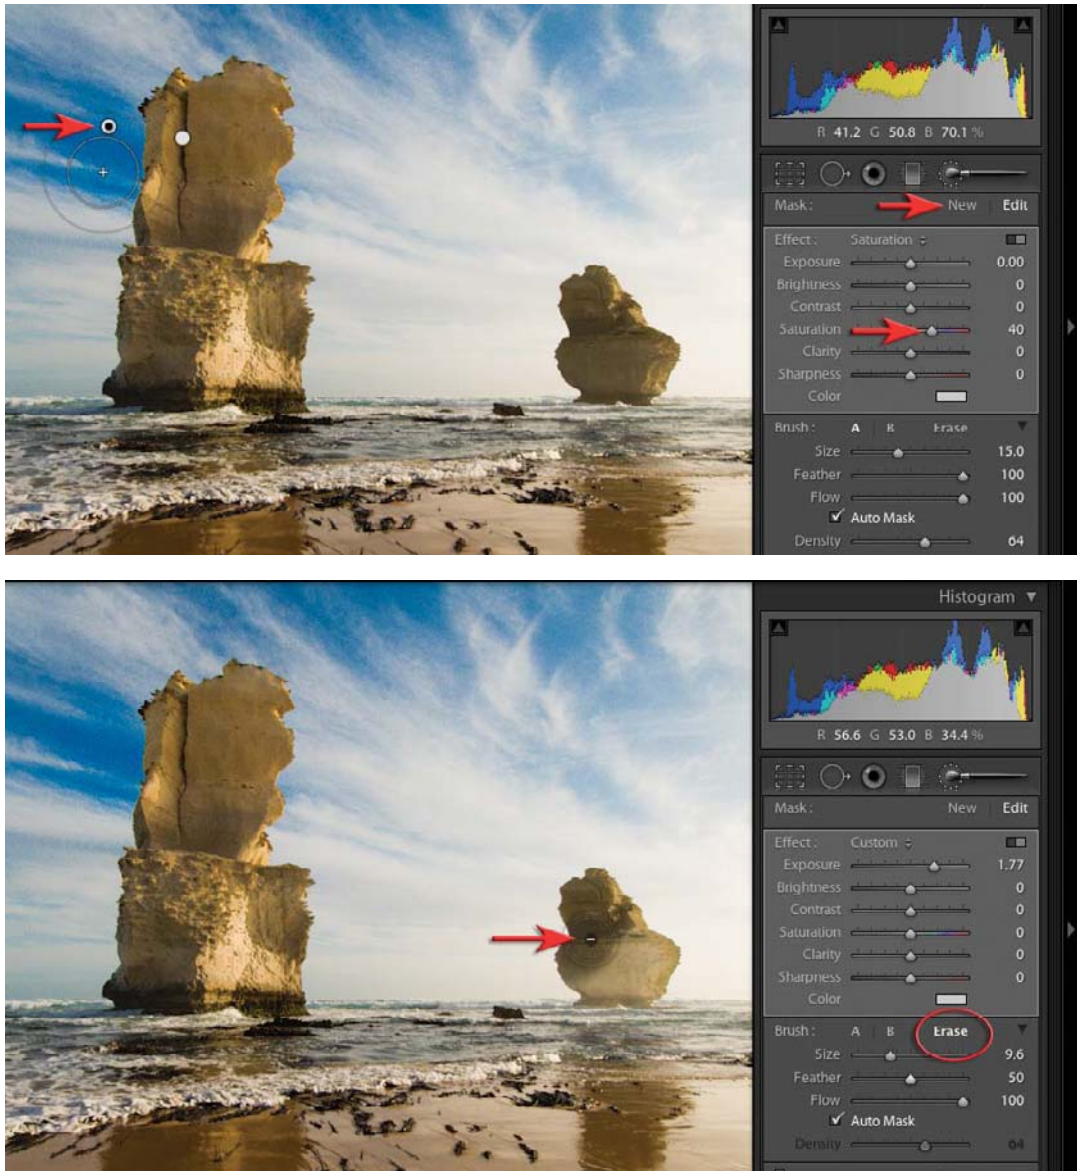 R 41.2 G 50.8 B 70.1 %
Mask : New Edit
Effect : Saturation
Exposure 0.00
Brightness 0
Contrast 0
Saturation 40
Clarity 0
Sharpness 0
Color
Brush : A B Erase
Size 15.0
Feather 100
Flow 100
Auto Mask
Density 64
Histogram
R 56.6 G 53.0 B 34.4 %
Mask : New Edit
Effect : Custom
Exposure 1.77
Brightness 0
Contrast 0
Saturation 0
Clarity 0
Sharpness 0
Color
Brush : A B Erase
Size 9.6
Feather 50
Flow 100
Auto Mask
Density 64